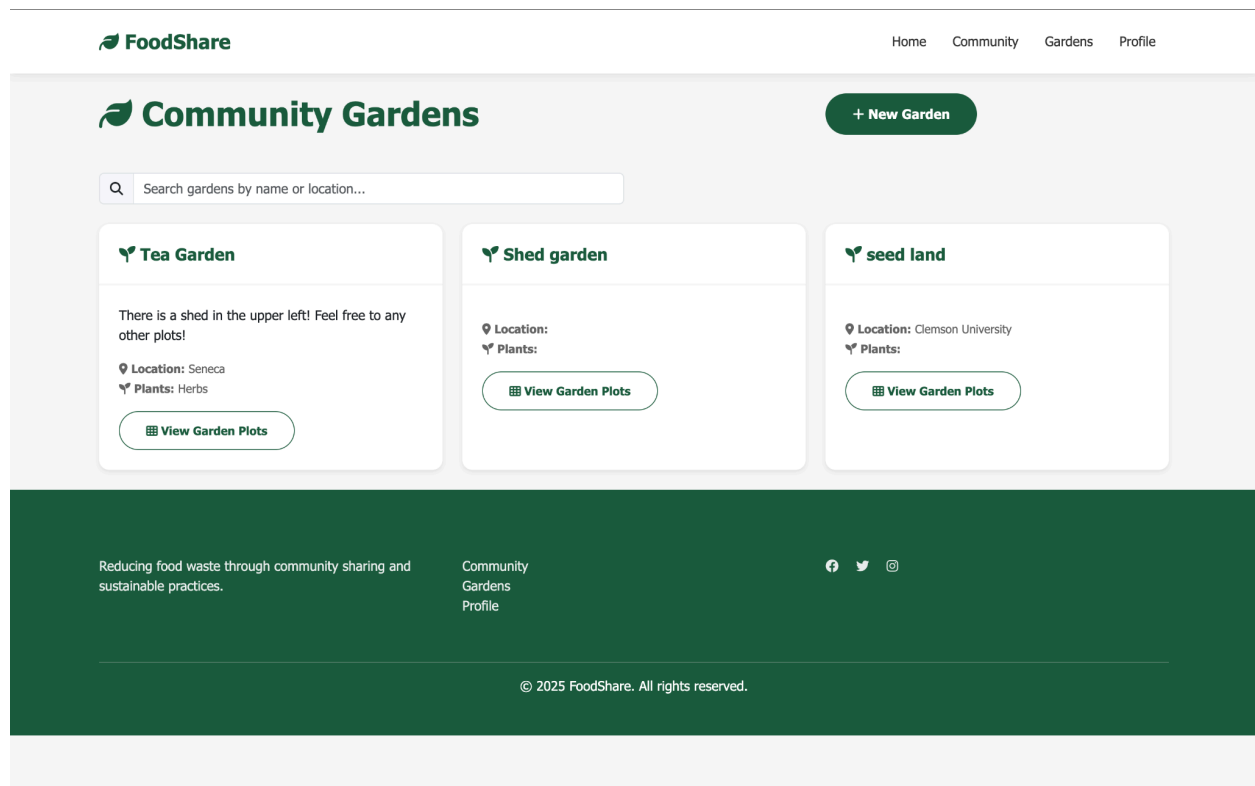 FoodShare
Home Community Gardens Profile
Community Gardens
+ New Garden
Search gardens by name or location...
Tea Garden
There is a shed in the upper left! Feel free to any
other plots!
Location: Seneca
Plants: Herbs
View Garden Plots
Shed garden
Location:
Plants:
View Garden Plots
seed land
Location: Clemson University
Plants:
View Garden Plots
Reducing food waste through community sharing and
sustainable practices.
Community
Gardens
Profile
© 2025 FoodShare. All rights reserved.